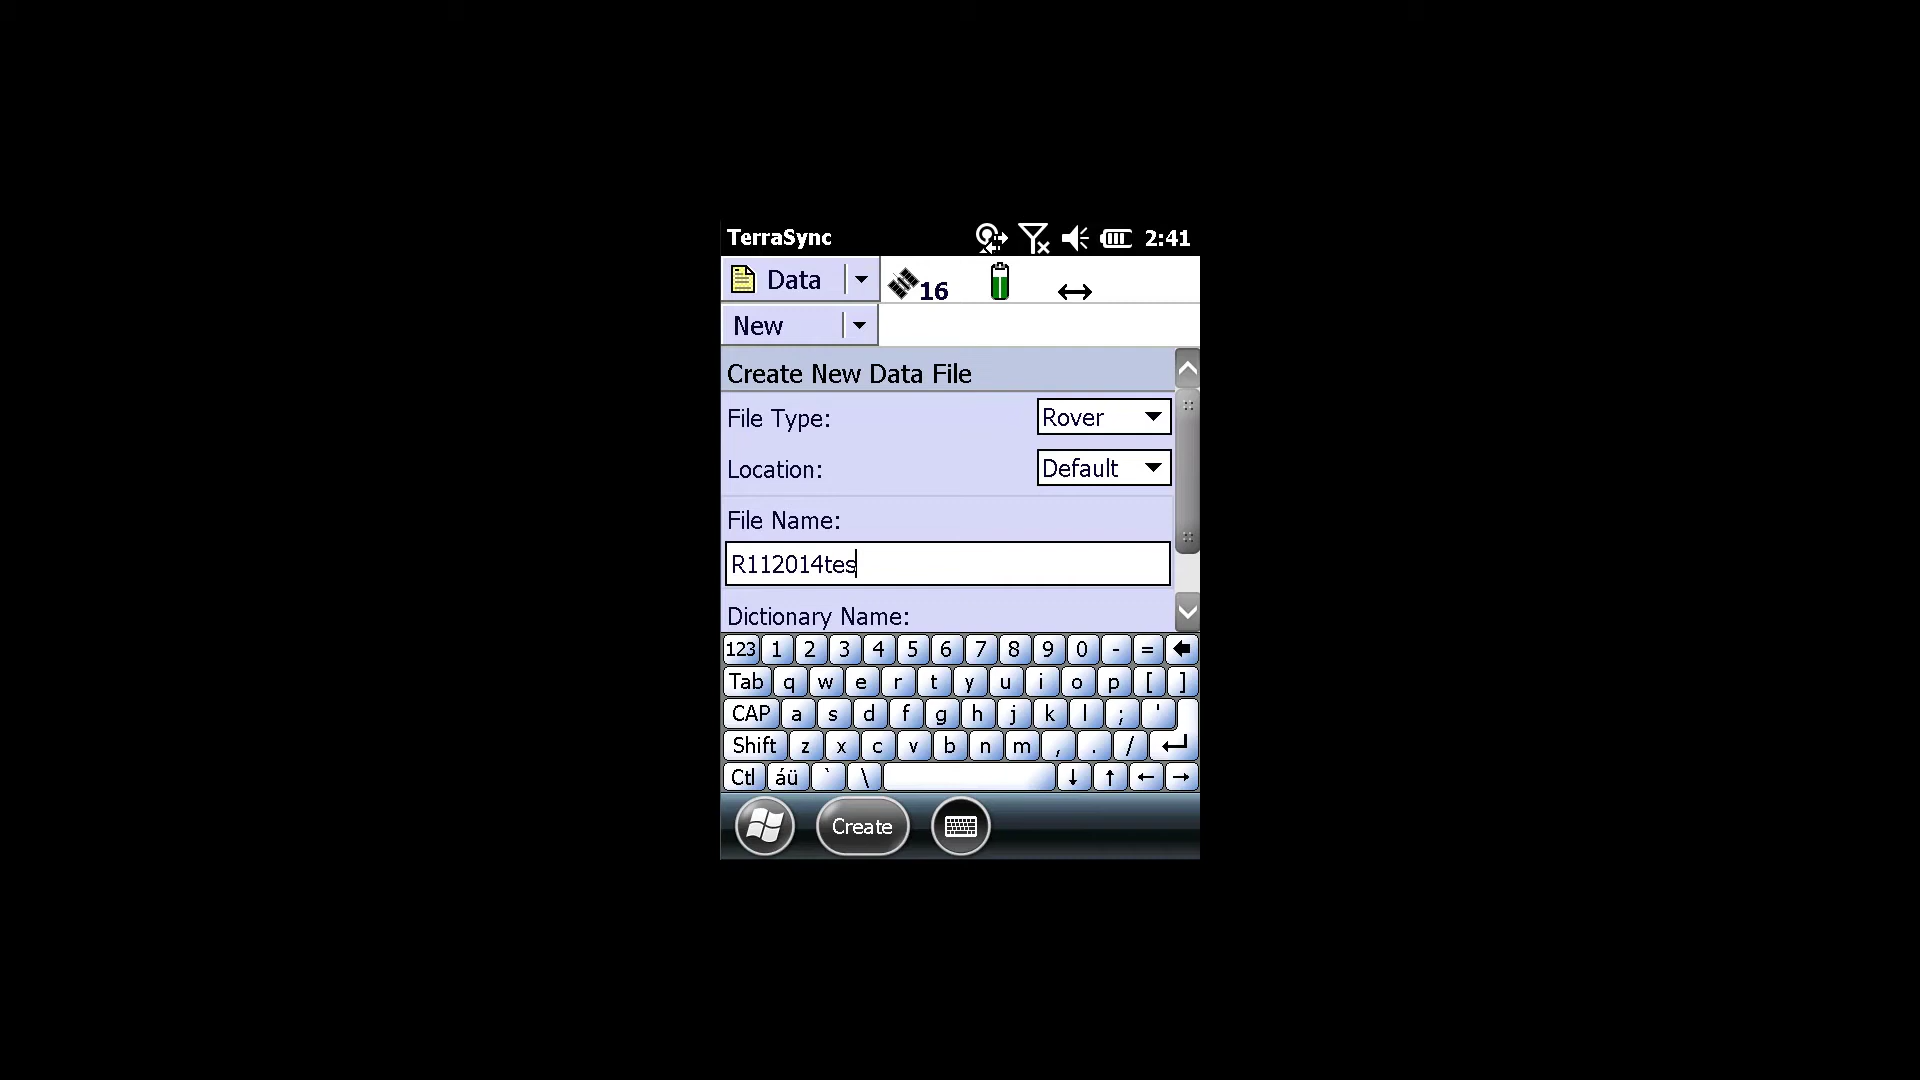 TerraSync 2:41
Data 16
New
Create New Data File
File Type: Rover
Location: Default
File Name:
R112014tes
Dictionary Name:
123 1 2 3 4 5 6 7 8 9 0 - =
Tab q w e r t y u i o p [ ]
CAP a s d f g h j k l ; '
Shift z x c v b n m , . /
Ctl áü ` \ ↓ ↑ ← →
Create